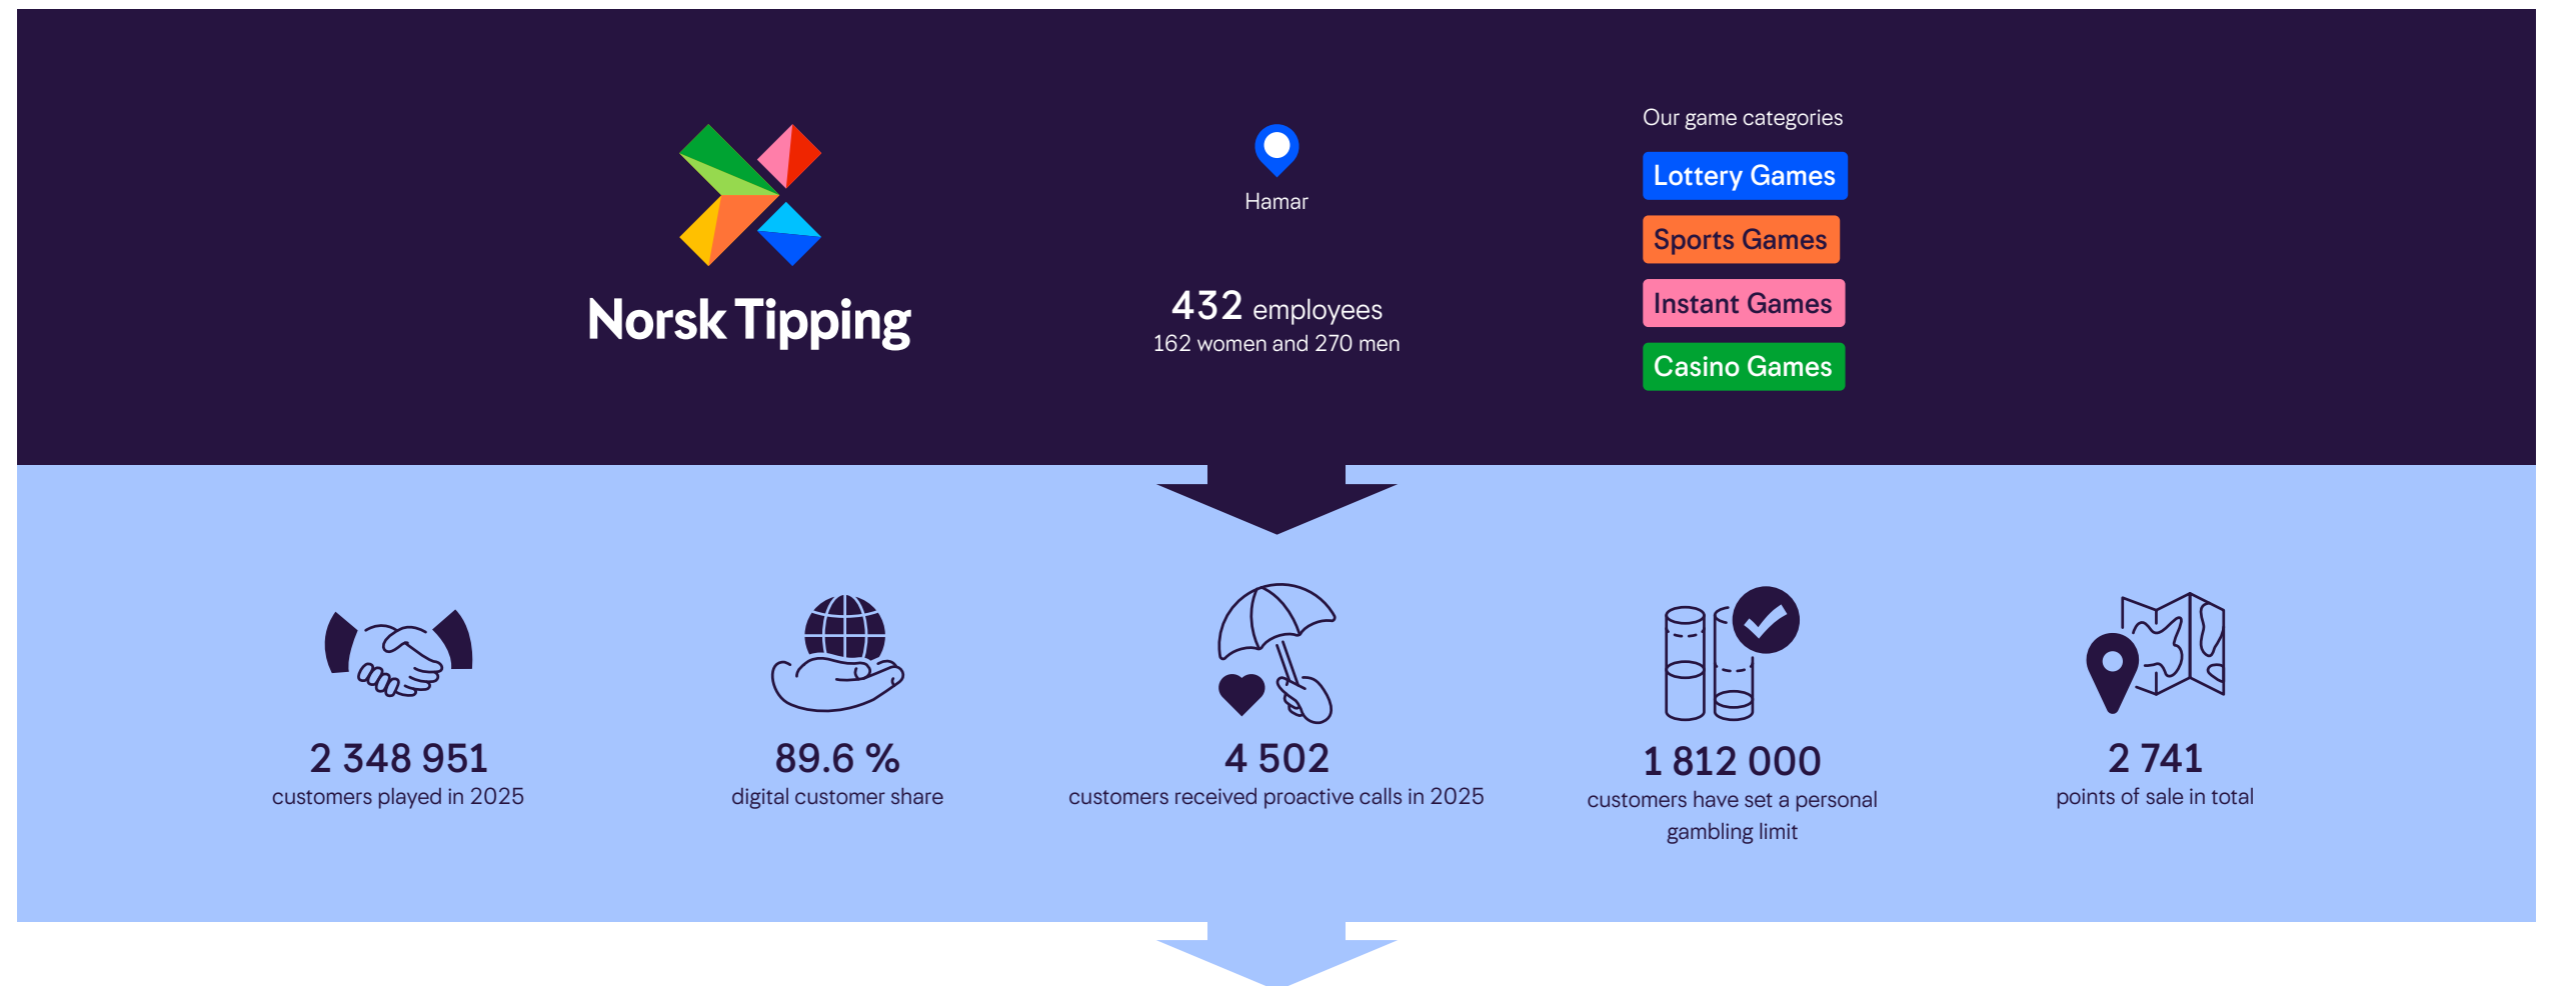 Norsk Tipping
Hamar
432 employees
162 women and 270 men
Our game categories
Lottery Games
Sports Games
Instant Games
Casino Games
2 348 951
customers played in 2025
89.6 %
digital customer share
4 502
customers received proactive calls in 2025
1 812 000
customers have set a personal
gambling limit
2 741
points of sale in total